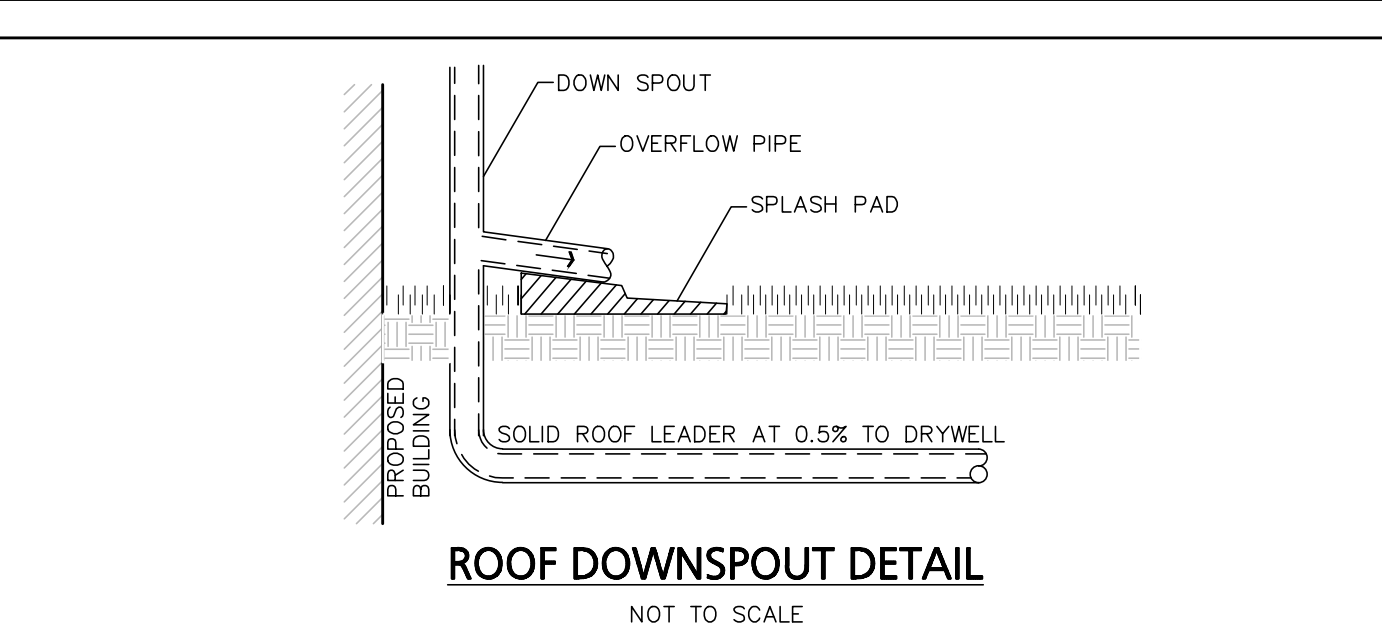 DOWN SPOUT
OVERFLOW PIPE
SPLASH PAD
PROPOSED
BUILDING
SOLID ROOF LEADER AT 0.5% TO DRYWELL
ROOF DOWNSPOUT DETAIL
NOT TO SCALE